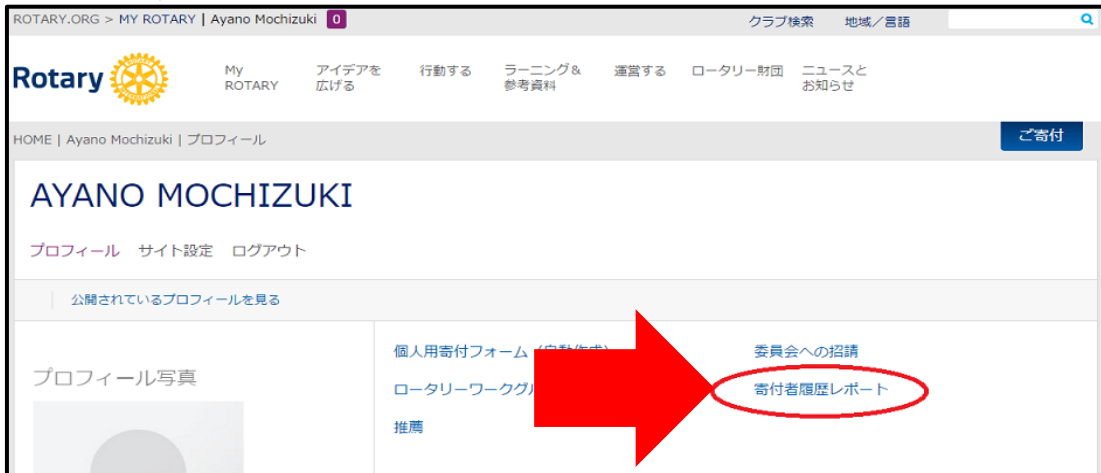 ROTARY.ORG > MY ROTARY | Ayano Mochizuki 0 クラブ検索 地域／言語
Rotary
My ROTARY
アイデアを広げる
行動する
ラーニング＆参考資料
運営する
ロータリー財団
ニュースとお知らせ
HOME | Ayano Mochizuki | プロフィール
ご寄付
AYANO MOCHIZUKI
プロフィール サイト設定 ログアウト
公開されているプロフィールを見る
プロフィール写真
個人用寄付フォーム（自動作成） 委員会への招請
ロータリーワークグル 寄付者履歴レポート
推薦